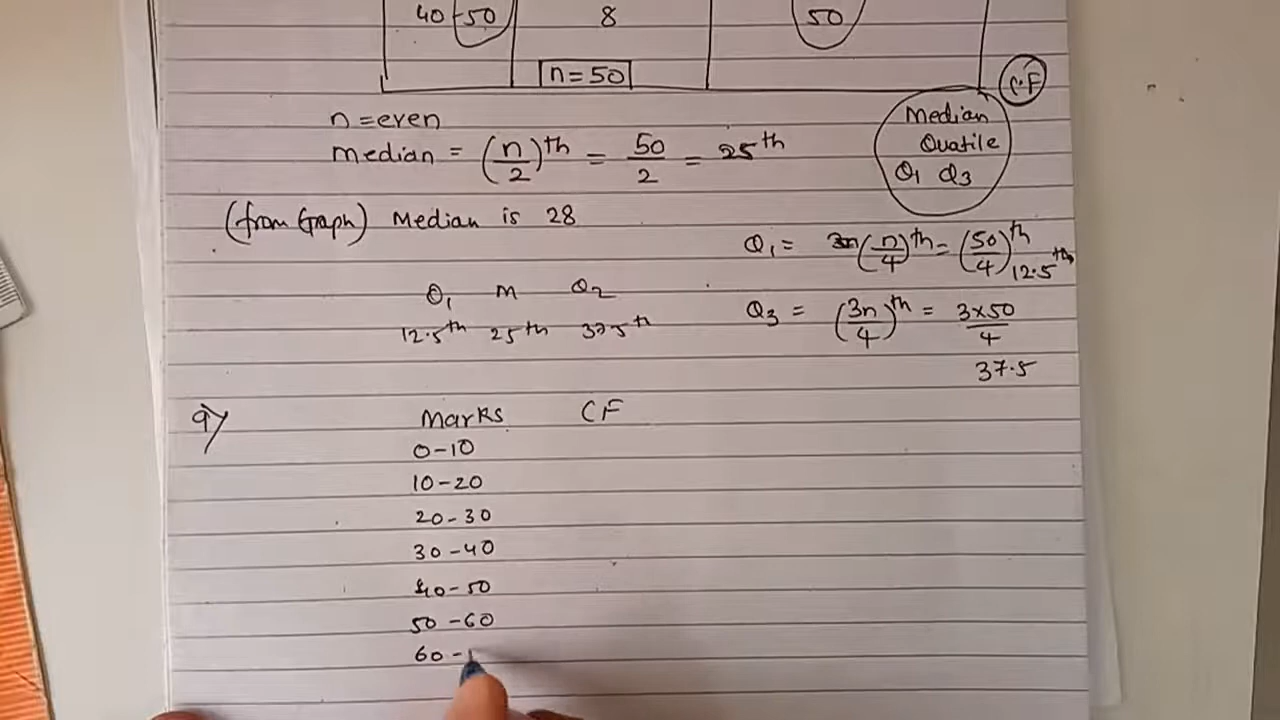 40-50 8 50
n=50
C.F
n=even
Median
Quatile
Q1 Q3
median = (n/2)th = 50/2 = 25th
(from Graph) Median is 28
Q1 = (n/4)th = (50/4)th 12.5th
Q1 M Q2
12.5th 25th 37.5th
Q3 = (3n/4)th = 3x50/4
37.5
9) Marks CF
0-10
10-20
20-30
30-40
40-50
50-60
60-